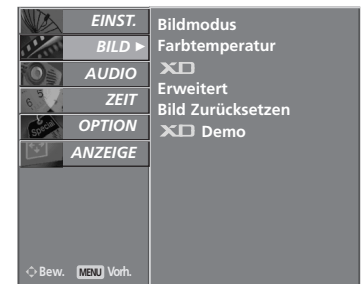 EINST.
BILD ►
AUDIO
ZEIT
OPTION
ANZEIGE
Bew. MENU Vorh.
Bildmodus
Farbtemperatur
XD
Erweitert
Bild Zurücksetzen
XD Demo